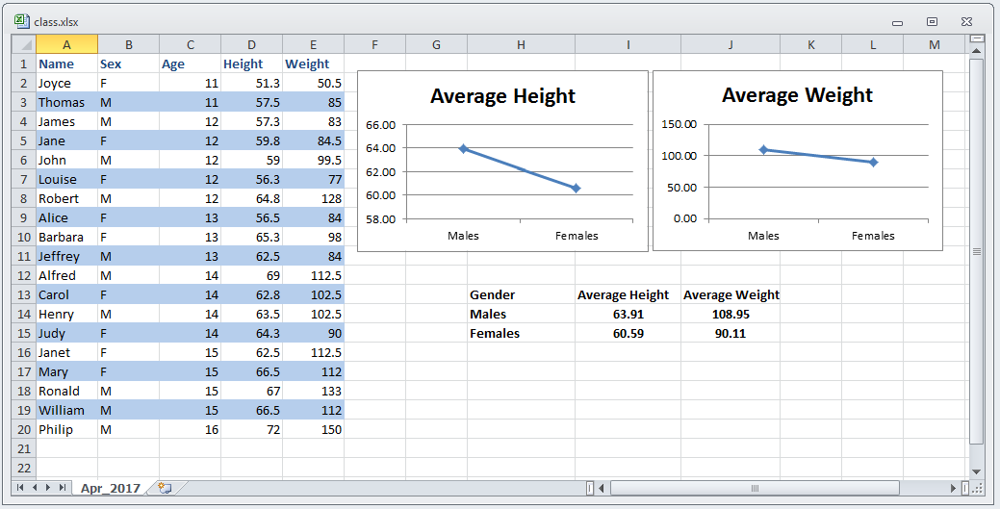 class.xlsx
A B C D E F G H I J K L M
1 Name Sex Age Height Weight
2 Joyce F 11 51.3 50.5
3 Thomas M 11 57.5 85
4 James M 12 57.3 83
5 Jane F 12 59.8 84.5
6 John M 12 59 99.5
7 Louise F 12 56.3 77
8 Robert M 12 64.8 128
9 Alice F 13 56.5 84
10 Barbara F 13 65.3 98
11 Jeffrey M 13 62.5 84
12 Alfred M 14 69 112.5
13 Carol F 14 62.8 102.5
14 Henry M 14 63.5 102.5
15 Judy F 14 64.3 90
16 Janet F 15 62.5 112.5
17 Mary F 15 66.5 112
18 Ronald M 15 67 133
19 William M 15 66.5 112
20 Philip M 16 72 150
21
22
Average Height
66.00
64.00
62.00
60.00
58.00
Males Females
Average Weight
150.00
100.00
50.00
0.00
Males Females
Gender Average Height Average Weight
Males 63.91 108.95
Females 60.59 90.11
Apr_2017